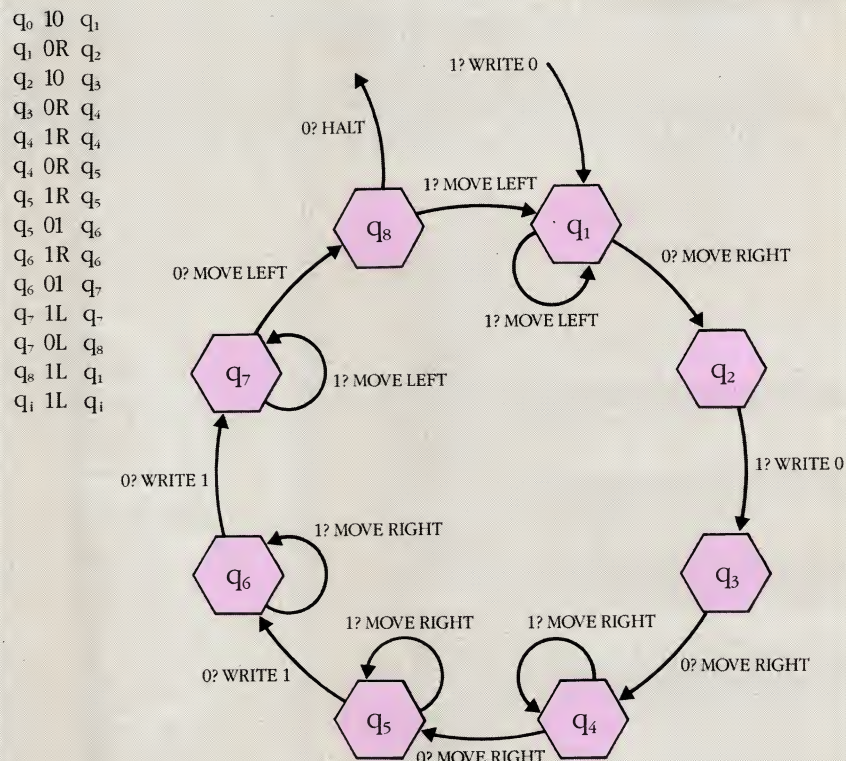 q₀ 10 q₁
q₁ 0R q₂
q₂ 10 q₃
q₃ 0R q₄
q₄ 1R q₄
q₄ 0R q₅
q₅ 1R q₅
q₅ 01 q₆
q₆ 1R q₆
q₆ 01 q₇
q₇ 1L q₇
q₇ 0L q₈
q₈ 1L q₁
qᵢ 1L qᵢ
1? WRITE 0
0? HALT
1? MOVE LEFT
q₈
q₁
0? MOVE RIGHT
0? MOVE LEFT
1? MOVE LEFT
q₇
1? MOVE LEFT
q₂
0? WRITE 1
1? WRITE 0
1? MOVE RIGHT
q₆
q₃
1? MOVE RIGHT
1? MOVE RIGHT
0? WRITE 1
0? MOVE RIGHT
q₅
q₄
0? MOVE RIGHT